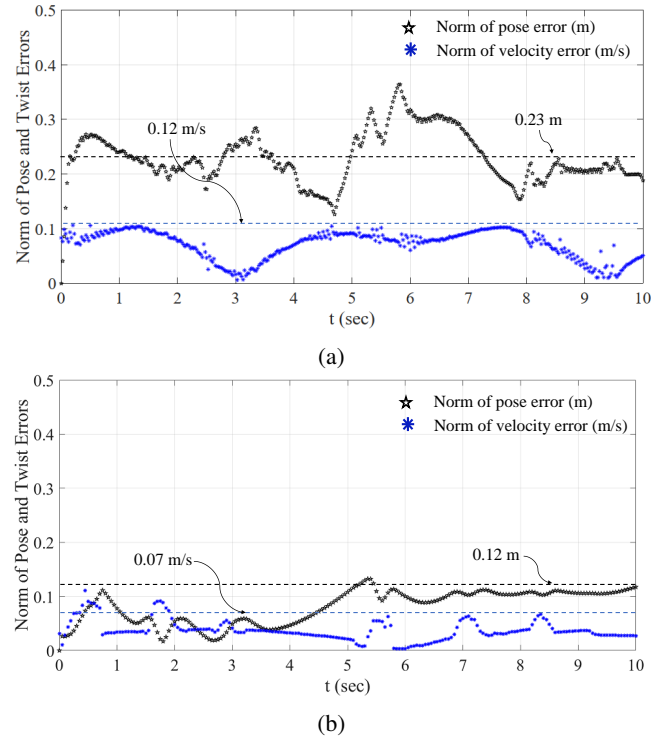 Norm of Pose and Twist Errors
0.5
0.4
0.3
0.2
0.1
0
Norm of pose error (m)
Norm of velocity error (m/s)
0.12 m/s
0.23 m
0 1 2 3 4 5 6 7 8 9 10
t (sec)
(a)
Norm of Pose and Twist Errors
0.5
0.4
0.3
0.2
0.1
0
Norm of pose error (m)
Norm of velocity error (m/s)
0.07 m/s
0.12 m
0 1 2 3 4 5 6 7 8 9 10
t (sec)
(b)